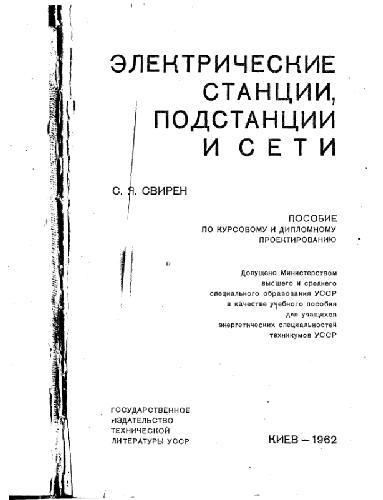 ЭЛЕКТРИЧЕСКИЕ
СТАНЦИИ,
ПОДСТАНЦИИ
И СЕТИ
С. Я. СВИРЕН
ПОСОБИЕ
ПО КУРСОВОМУ И ДИПЛОМНОМУ
ПРОЕКТИРОВАНИЮ
Допущено Министерством
высшего и среднего
специального образования УССР
в качестве учебного пособия
для учащихся
энергетических специальностей
техникумов УССР
ГОСУДАРСТВЕННОЕ
ИЗДАТЕЛЬСТВО
ТЕХНИЧЕСКОЙ
ЛИТЕРАТУРЫ УССР
КИЕВ — 1962